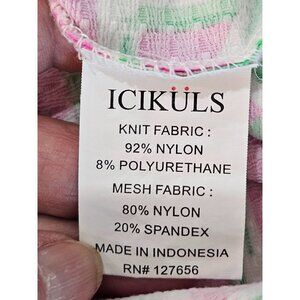 ICIKÜLS
KNIT FABRIC :
92% NYLON
8% POLYURETHANE
MESH FABRIC :
80% NYLON
20% SPANDEX
MADE IN INDONESIA
RN# 127656